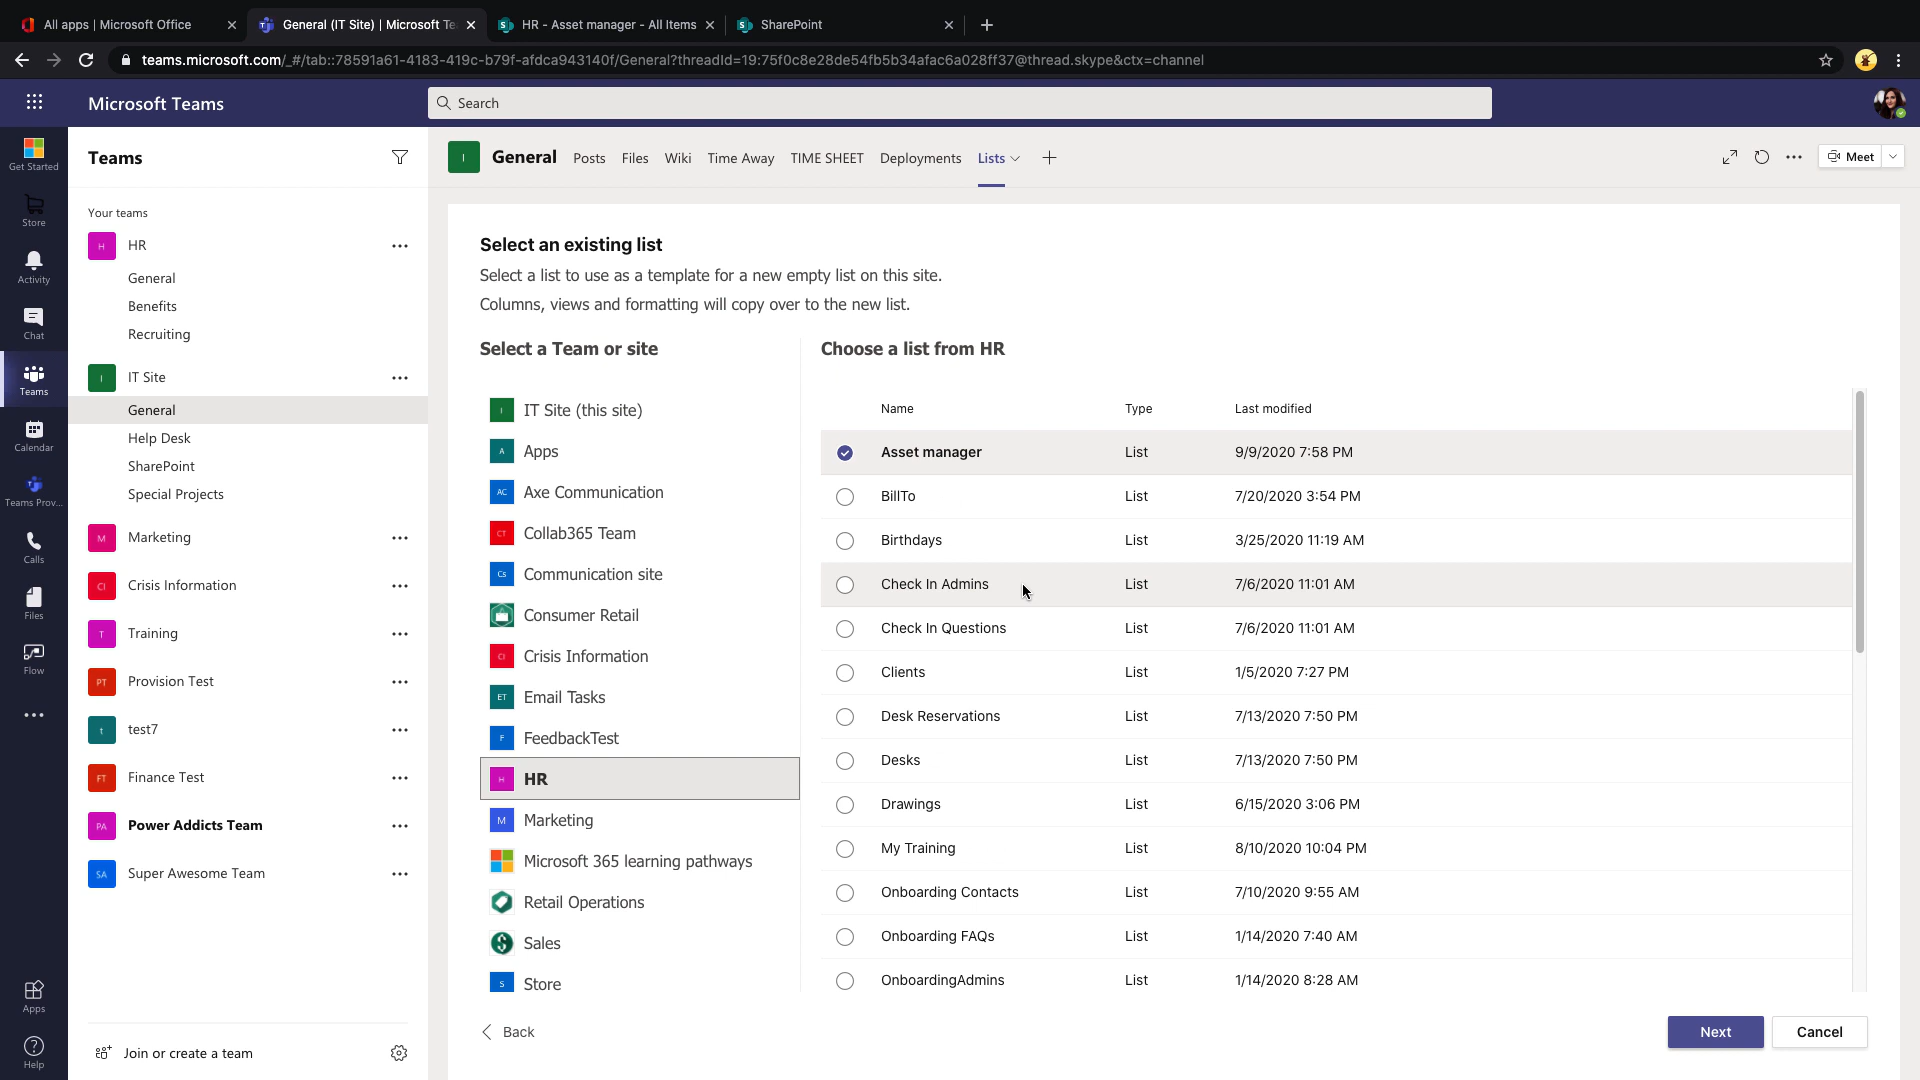 All apps | Microsoft Office
General (IT Site) | Microsoft Te
HR - Asset manager - All Items
SharePoint
teams.microsoft.com/_#/tab::78591a61-4183-419c-b79f-afdca943140f/General?threadId=19:75f0c8e28de54fb5b34afac6a028ff37@thread.skype&ctx=channel
Microsoft Teams
Search
Get Started
Store
Activity
Chat
Teams
Calendar
Teams Prov...
Calls
Files
Flow
Apps
Help
Teams
Your teams
H HR
General
Benefits
Recruiting
I IT Site
General
Help Desk
SharePoint
Special Projects
M Marketing
CI Crisis Information
T Training
PT Provision Test
t test7
FT Finance Test
PA Power Addicts Team
SA Super Awesome Team
Join or create a team
I General Posts Files Wiki Time Away TIME SHEET Deployments Lists
Meet
Select an existing list
Select a list to use as a template for a new empty list on this site.
Columns, views and formatting will copy over to the new list.
Select a Team or site
I IT Site (this site)
A Apps
AC Axe Communication
CT Collab365 Team
Cs Communication site
Consumer Retail
CI Crisis Information
ET Email Tasks
F FeedbackTest
H HR
M Marketing
Microsoft 365 learning pathways
Retail Operations
Sales
S Store
Choose a list from HR
Name Type Last modified
Asset manager List 9/9/2020 7:58 PM
BillTo List 7/20/2020 3:54 PM
Birthdays List 3/25/2020 11:19 AM
Check In Admins List 7/6/2020 11:01 AM
Check In Questions List 7/6/2020 11:01 AM
Clients List 1/5/2020 7:27 PM
Desk Reservations List 7/13/2020 7:50 PM
Desks List 7/13/2020 7:50 PM
Drawings List 6/15/2020 3:06 PM
My Training List 8/10/2020 10:04 PM
Onboarding Contacts List 7/10/2020 9:55 AM
Onboarding FAQs List 1/14/2020 7:40 AM
OnboardingAdmins List 1/14/2020 8:28 AM
Back
Next
Cancel